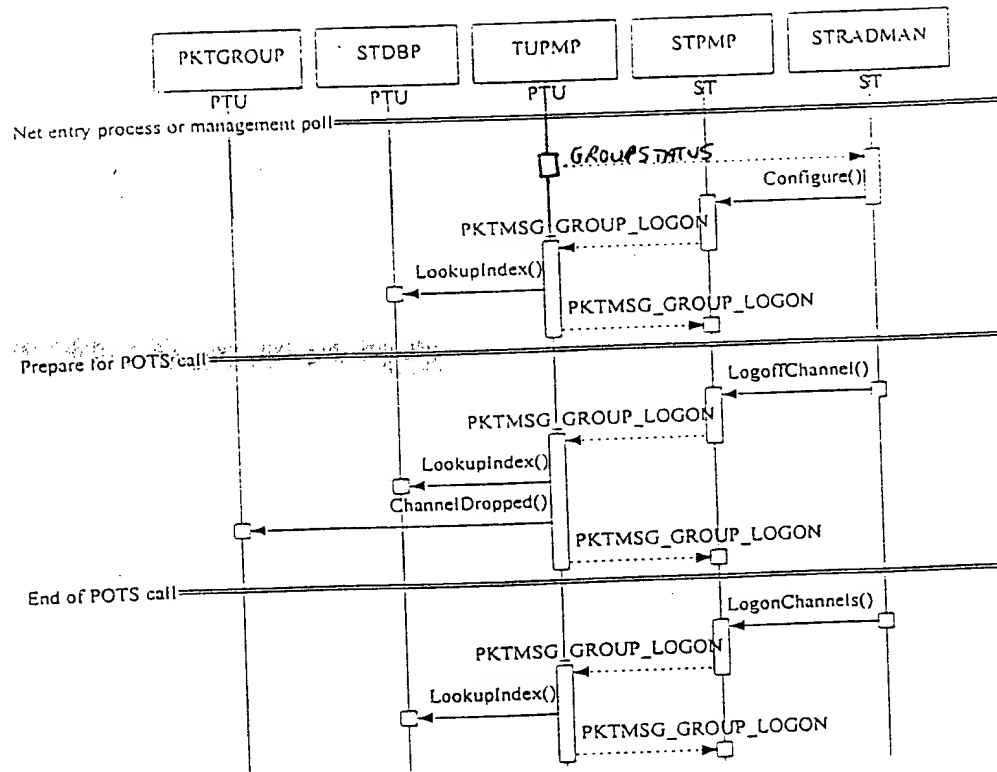 PKTGROUP STDBP TUPMP STPMP STRADMAN
PTU PTU PTU ST ST
Net entry process or management poll
GROUPSTATUS
Configure()
PKTMSG_GROUP_LOGON
LookupIndex()
PKTMSG_GROUP_LOGON
Prepare for POTS call
LogoffChannel()
PKTMSG_GROUP_LOGON
LookupIndex()
ChannelDropped()
PKTMSG_GROUP_LOGON
End of POTS call
LogonChannels()
PKTMSG_GROUP_LOGON
LookupIndex()
PKTMSG_GROUP_LOGON